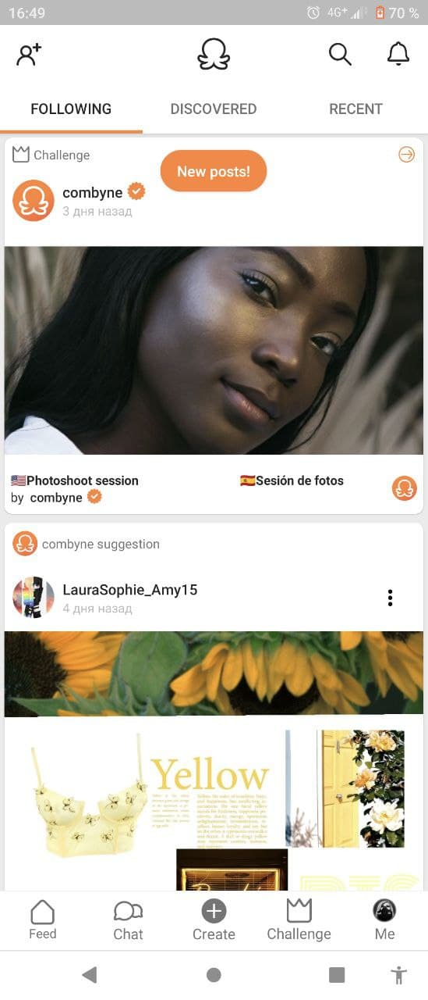 16:49
4G+
70 %
FOLLOWING
DISCOVERED
RECENT
Challenge
New posts!
combyne
3 дня назад
🇺🇸Photoshoot session
🇪🇸Sesión de fotos
by combyne
combyne suggestion
LauraSophie_Amy15
4 дня назад
Yellow
Feed
Chat
Create
Challenge
Me